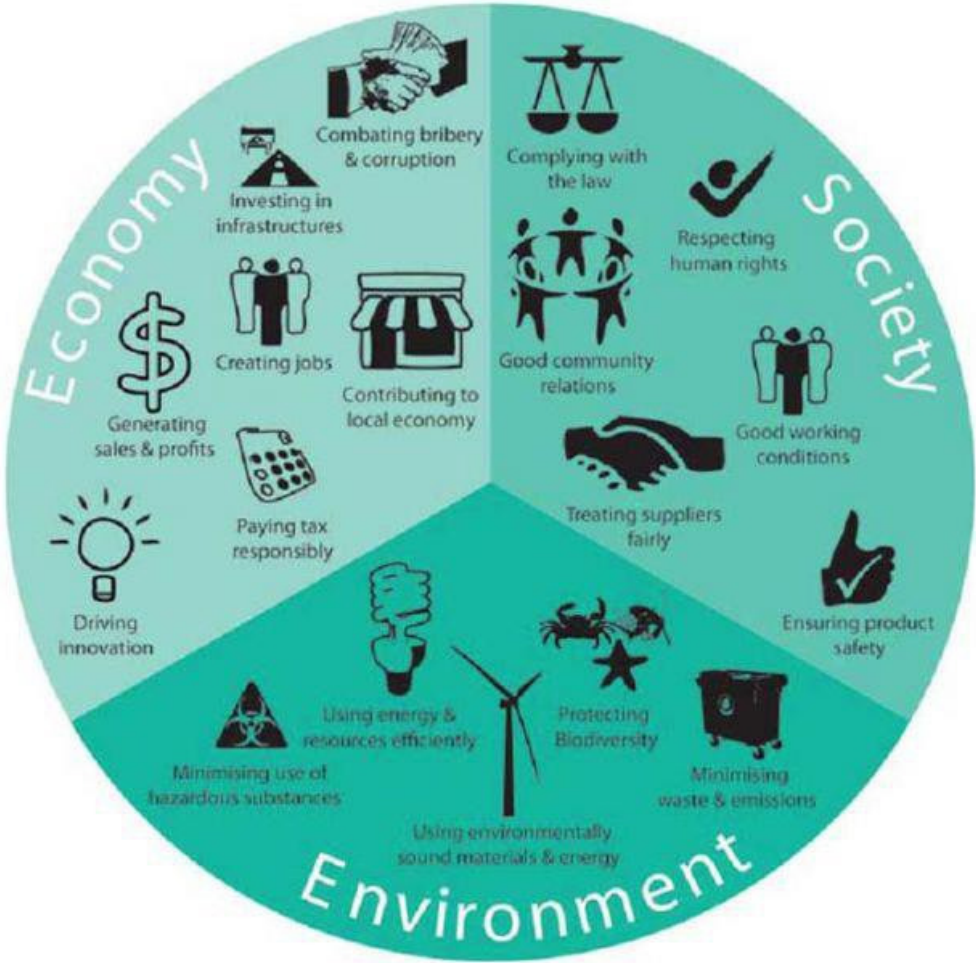 Economy
Combating bribery
& corruption
Investing in
infrastructures
Creating jobs
Contributing to
local economy
Generating
sales & profits
Paying tax
responsibly
Driving
innovation
Society
Complying with
the law
Respecting
human rights
Good community
relations
Good working
conditions
Treating suppliers
fairly
Ensuring product
safety
Using energy &
resources efficiently
Protecting
Biodiversity
Minimising use of
hazardous substances
Minimising
waste & emissions
Using environmentally
sound materials & energy
Environment